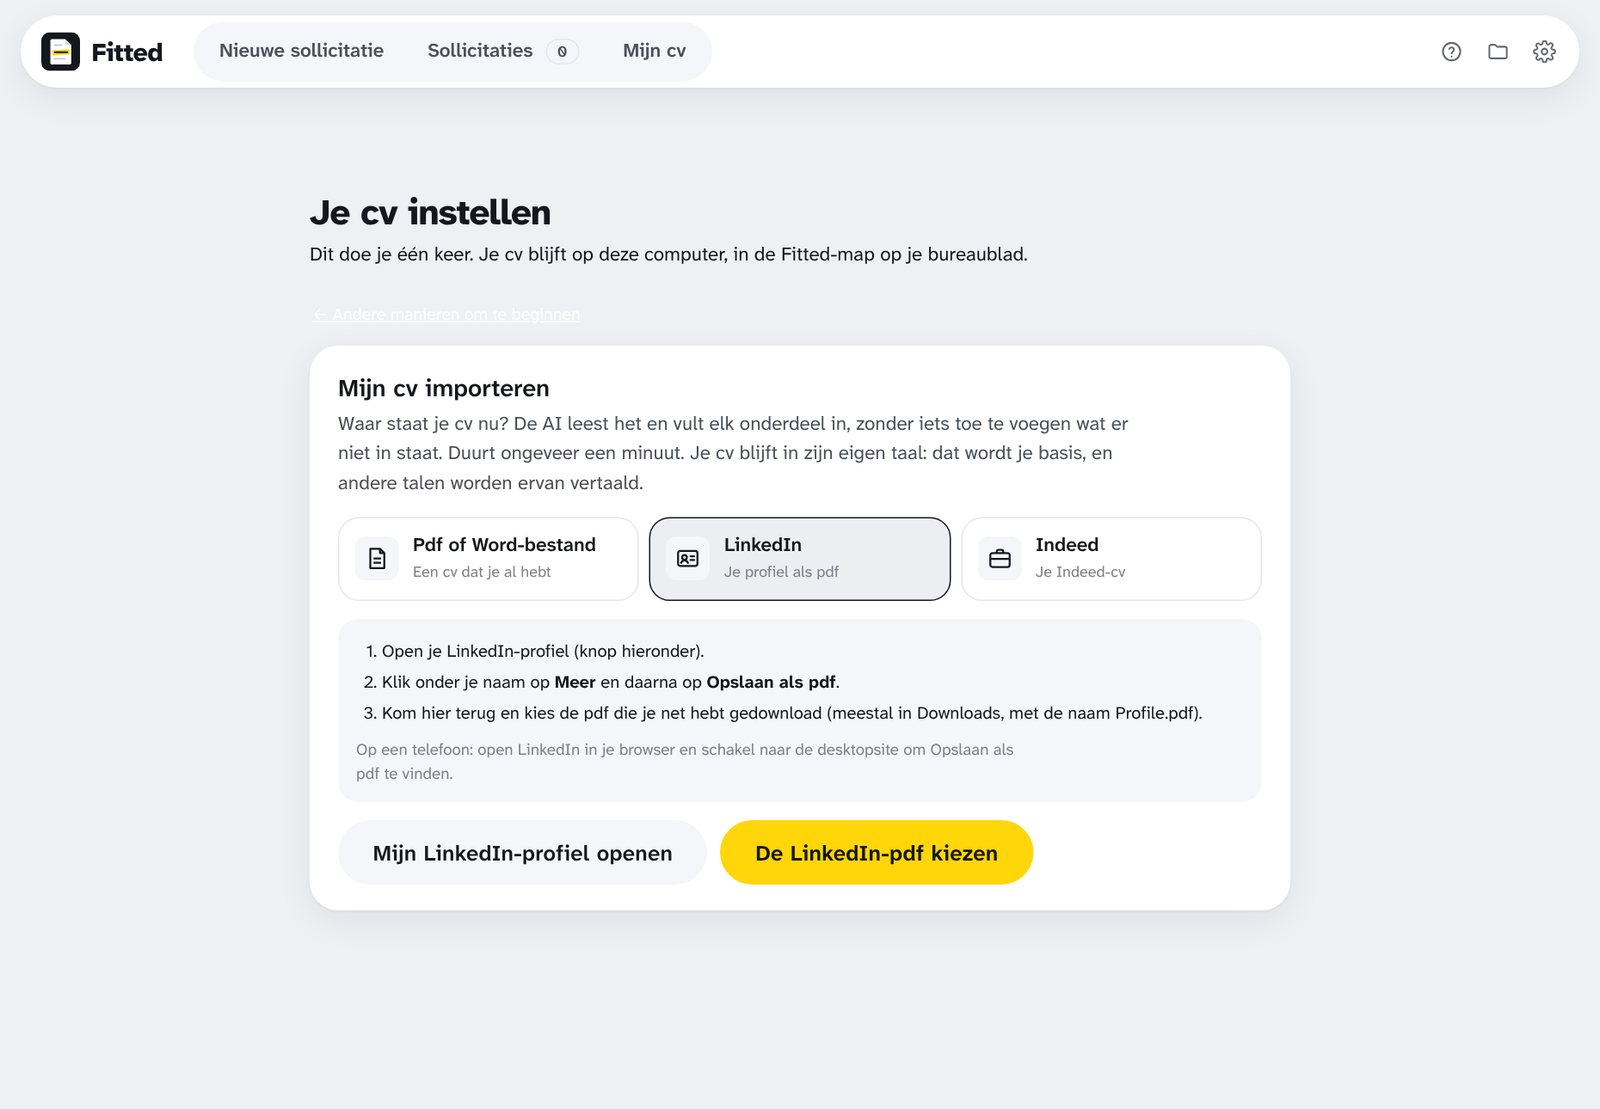 Fitted
Nieuwe sollicitatie
Sollicitaties 0
Mijn cv
Je cv instellen
Dit doe je één keer. Je cv blijft op deze computer, in de Fitted-map op je bureaublad.
← Andere manieren om te beginnen
Mijn cv importeren
Waar staat je cv nu? De AI leest het en vult elk onderdeel in, zonder iets toe te voegen wat er
niet in staat. Duurt ongeveer een minuut. Je cv blijft in zijn eigen taal: dat wordt je basis, en
andere talen worden ervan vertaald.
Pdf of Word-bestand
Een cv dat je al hebt
LinkedIn
Je profiel als pdf
Indeed
Je Indeed-cv
1. Open je LinkedIn-profiel (knop hieronder).
2. Klik onder je naam op Meer en daarna op Opslaan als pdf.
3. Kom hier terug en kies de pdf die je net hebt gedownload (meestal in Downloads, met de naam Profile.pdf).
Op een telefoon: open LinkedIn in je browser en schakel naar de desktopsite om Opslaan als
pdf te vinden.
Mijn LinkedIn-profiel openen
De LinkedIn-pdf kiezen